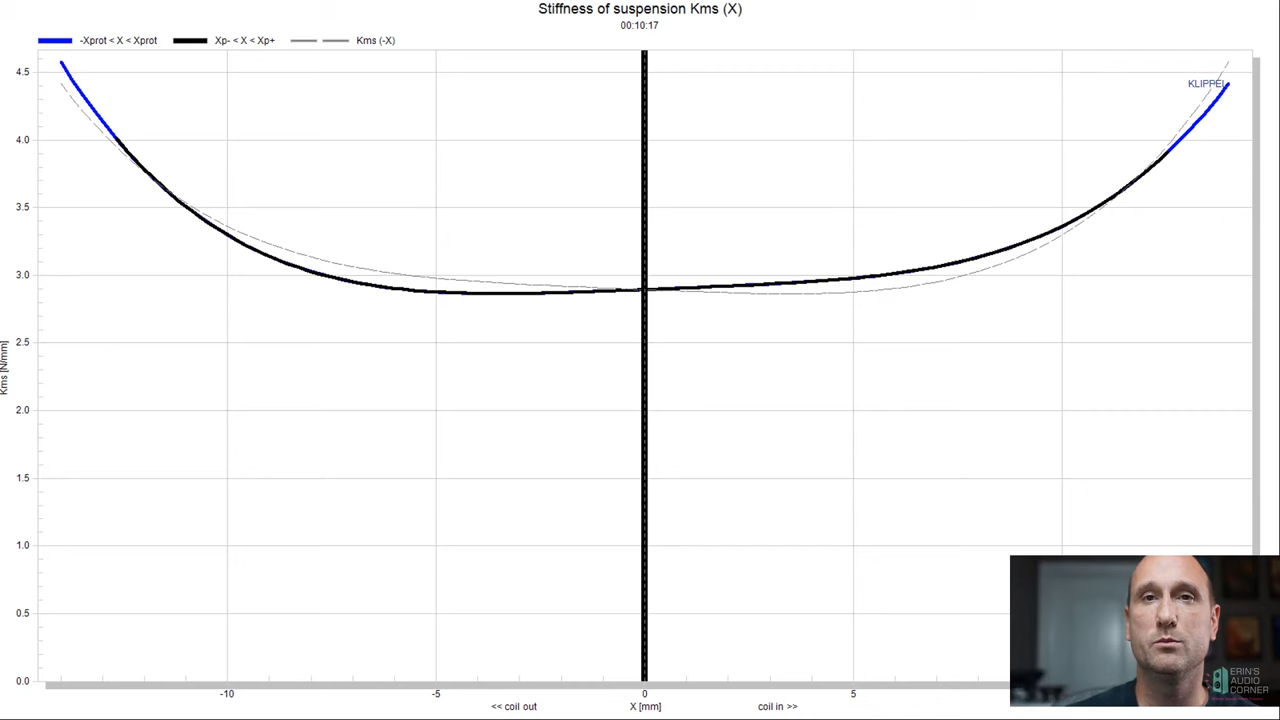 Stiffness of suspension Kms (X)
00:10:17
-Xprot < X < Xprot
Xp- < X < Xp+
Kms (-X)
KLIPPEL
4.5
4.0
3.5
3.0
2.5
2.0
1.5
1.0
0.5
0.0
Kms [N/mm]
-10
-5
0
5
<< coil out
X [mm]
coil in >>
ERIN'S
AUDIO
CORNER